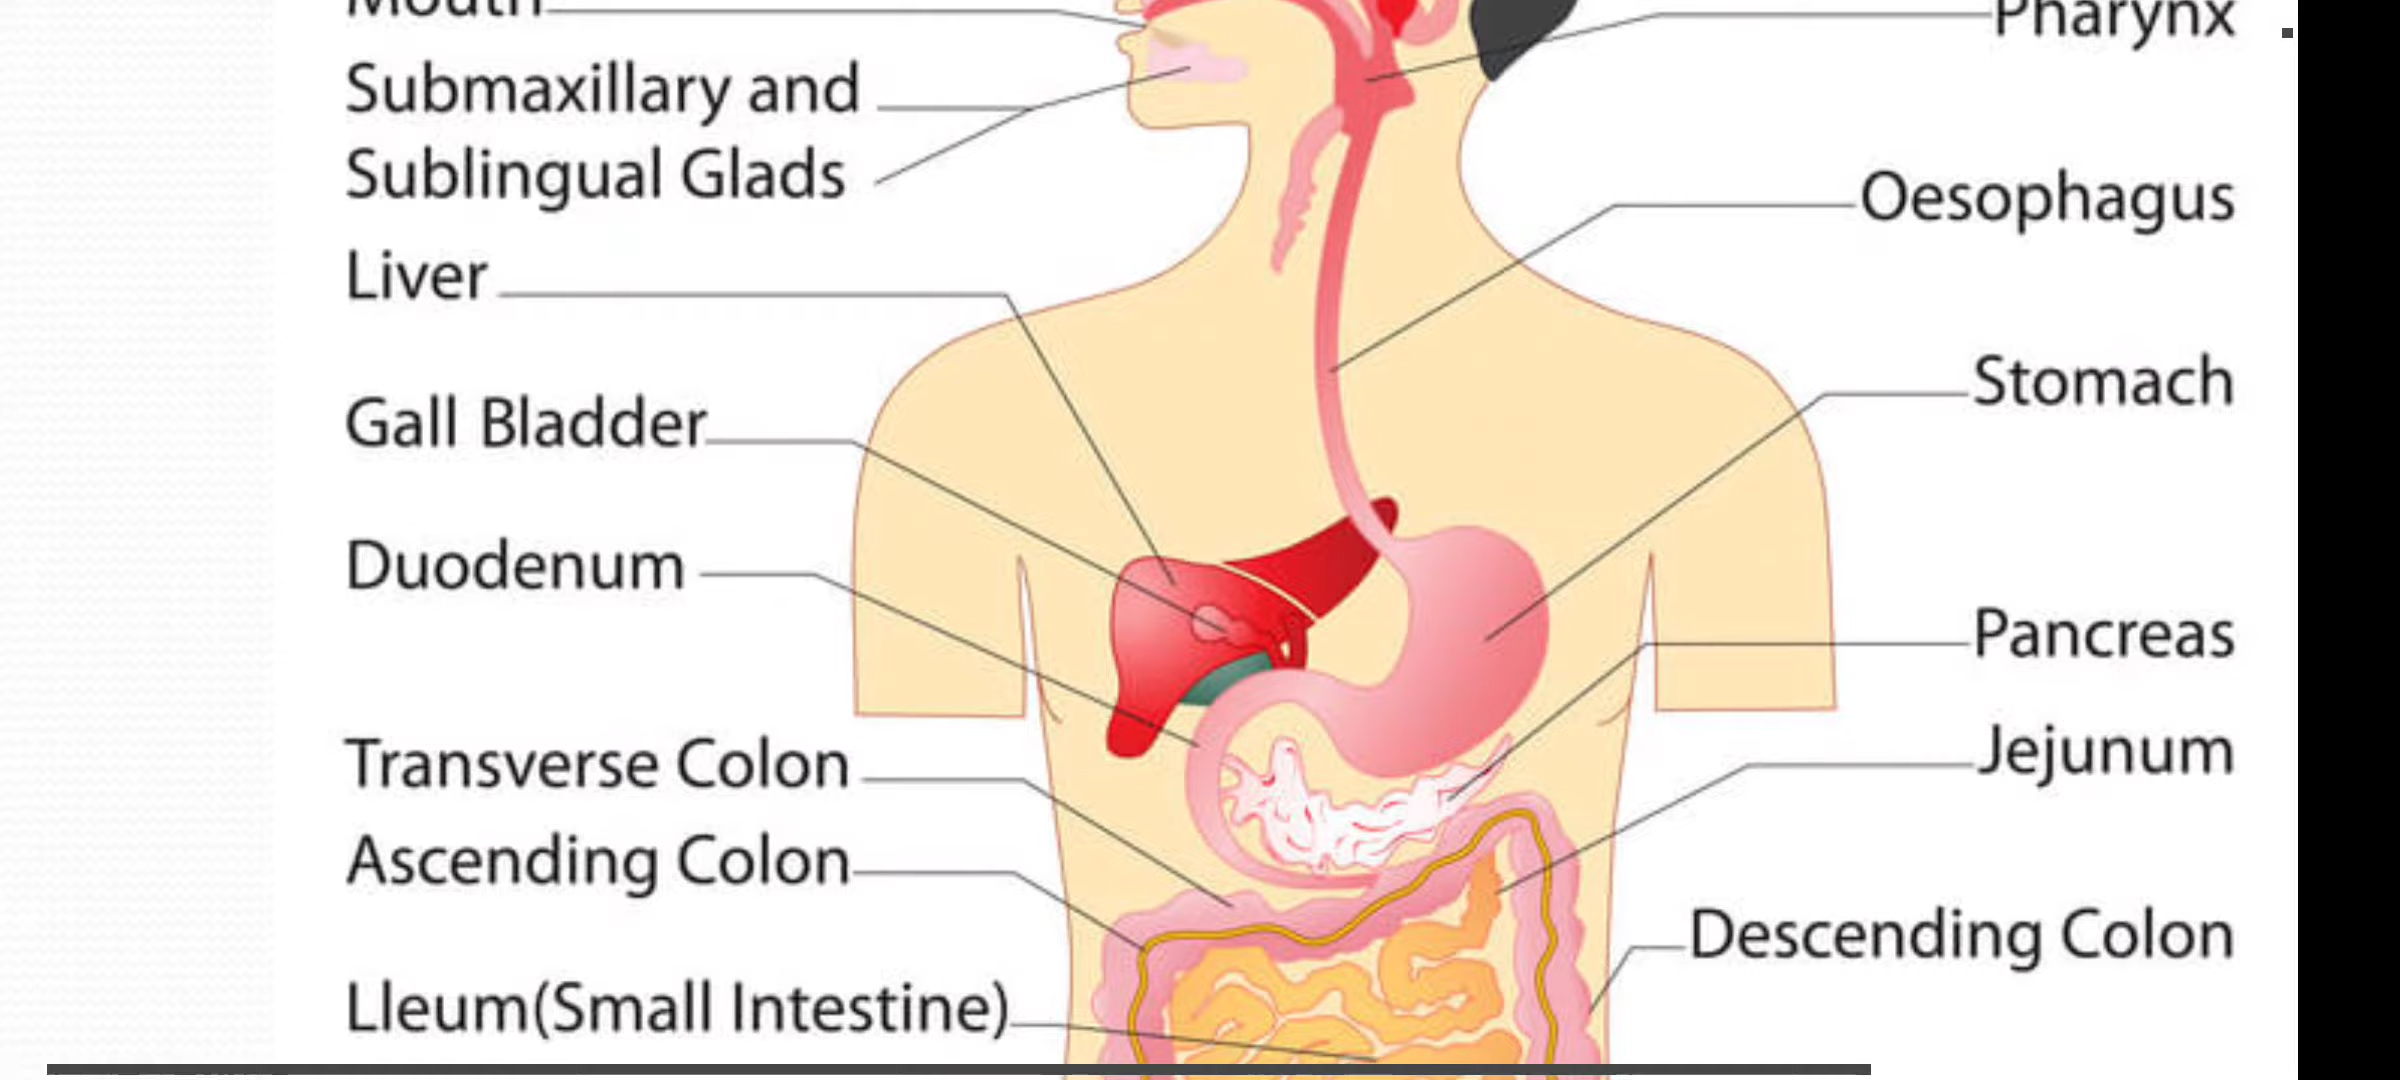 Mouth
Pharynx
Submaxillary and
Sublingual Glads
Oesophagus
Liver
Stomach
Gall Bladder
Duodenum
Pancreas
Transverse Colon
Jejunum
Ascending Colon
Descending Colon
Lleum(Small Intestine)